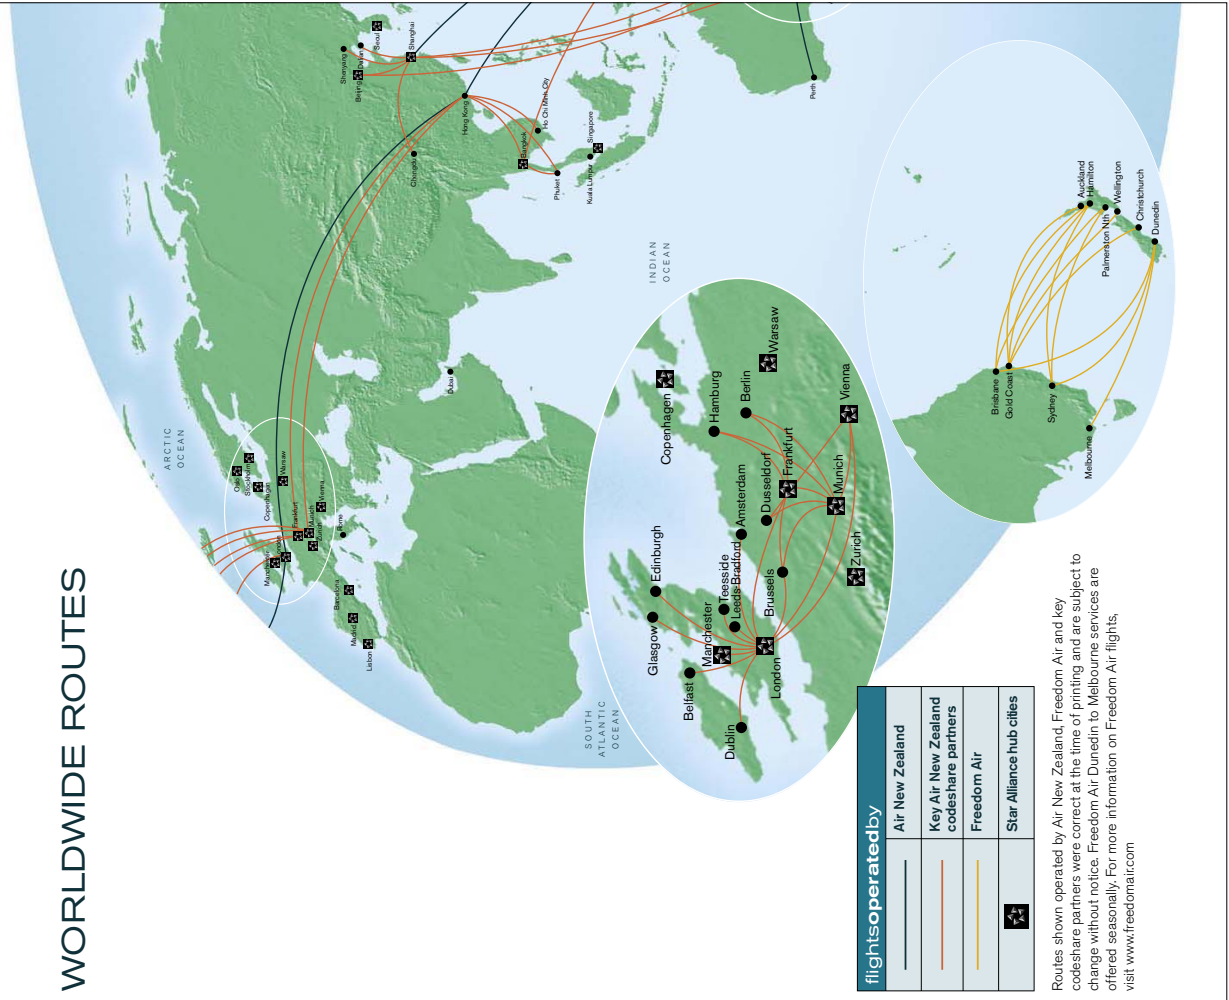 WORLDWIDE ROUTES
ARCTIC
OCEAN
Oslo
Stockholm
Copenhagen
Warsaw
Manchester
London
Frankfurt
Munich
Zurich
Vienna
Rome
Barcelona
Madrid
Lisbon
Dubai
Shenyang
Dalian
Beijing
Seoul
Shanghai
Chengdu
Hong Kong
Bangkok
Ho Chi Minh City
Phuket
Kuala Lumpur
Singapore
Perth
INDIAN
OCEAN
SOUTH
ATLANTIC
OCEAN
Copenhagen
Hamburg
Berlin
Warsaw
Edinburgh
Glasgow
Teesside
Leeds-Bradford
Manchester
Belfast
Dublin
London
Amsterdam
Dusseldorf
Frankfurt
Brussels
Munich
Vienna
Zurich
Auckland
Hamilton
Palmerston Nth
Wellington
Christchurch
Dunedin
Brisbane
Gold Coast
Sydney
Melbourne
flightsoperatedby
Air New Zealand
Key Air New Zealand
codeshare partners
Freedom Air
Star Alliance hub cities
Routes shown operated by Air New Zealand, Freedom Air and key
codeshare partners were correct at the time of printing and are subject to
change without notice. Freedom Air Dunedin to Melbourne services are
offered seasonally. For more information on Freedom Air flights,
visit www.freedomair.com